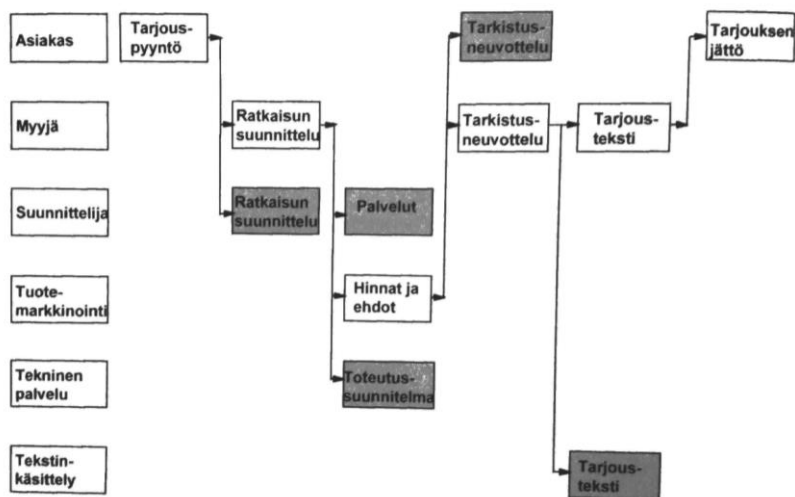 Asiakas
Tarjous-
pyyntö
Tarkistus-
neuvottelu
Tarjouksen
jättö
Myyjä
Ratkaisun
suunnittelu
Tarkistus-
neuvottelu
Tarjous-
teksti
Suunnittelija
Ratkaisun
suunnittelu
Palvelut
Tuote-
markkinointi
Hinnat ja
ehdot
Tekninen
palvelu
Toteutus-
suunnitelma
Tekstin-
käsittely
Tarjous-
teksti